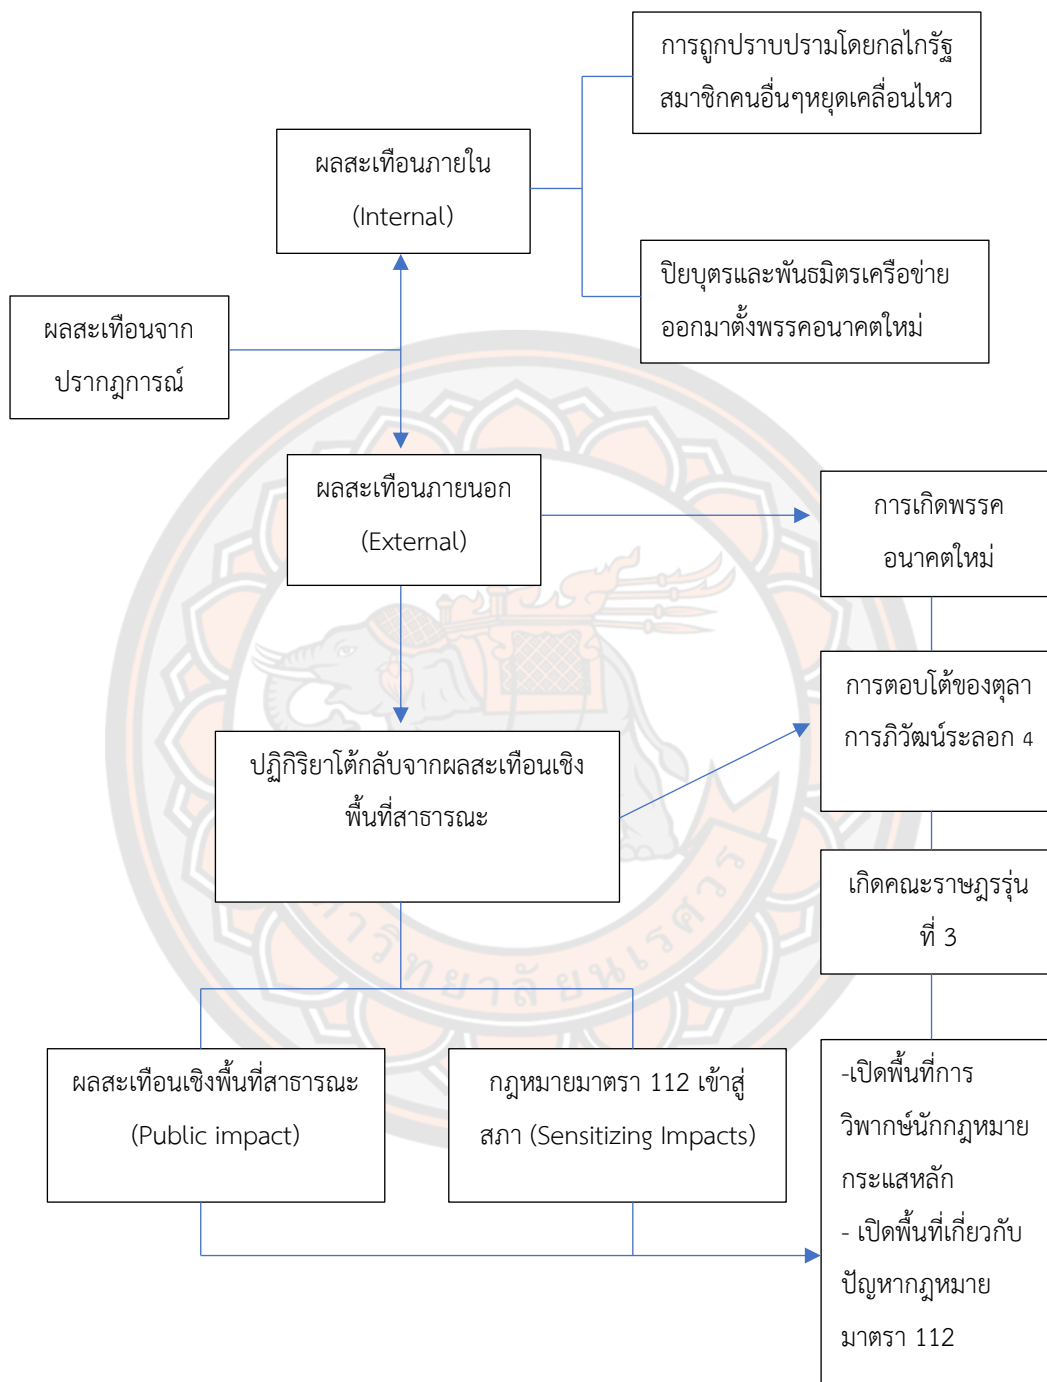 การถูกปราบปรามโดยกลไกรัฐ
สมาชิกคนอื่นๆหยุดเคลื่อนไหว
ผลสะเทือนภายใน
(Internal)
ปิยบุตรและพันธมิตรเครือข่าย
ออกมาตั้งพรรคอนาคตใหม่
ผลสะเทือนจาก
ปรากฏการณ์
ผลสะเทือนภายนอก
(External)
การเกิดพรรค
อนาคตใหม่
การตอบโต้ของตุลา
การภิวัฒน์ระลอก 4
ปฏิกิริยาโต้กลับจากผลสะเทือนเชิง
พื้นที่สาธารณะ
เกิดคณะราษฎรรุ่น
ที่ 3
ผลสะเทือนเชิงพื้นที่สาธารณะ
(Public impact)
กฎหมายมาตรา 112 เข้าสู่
สภา (Sensitizing Impacts)
-เปิดพื้นที่การ
วิพากษ์นักกฎหมาย
กระแสหลัก
- เปิดพื้นที่เกี่ยวกับ
ปัญหากฎหมาย
มาตรา 112